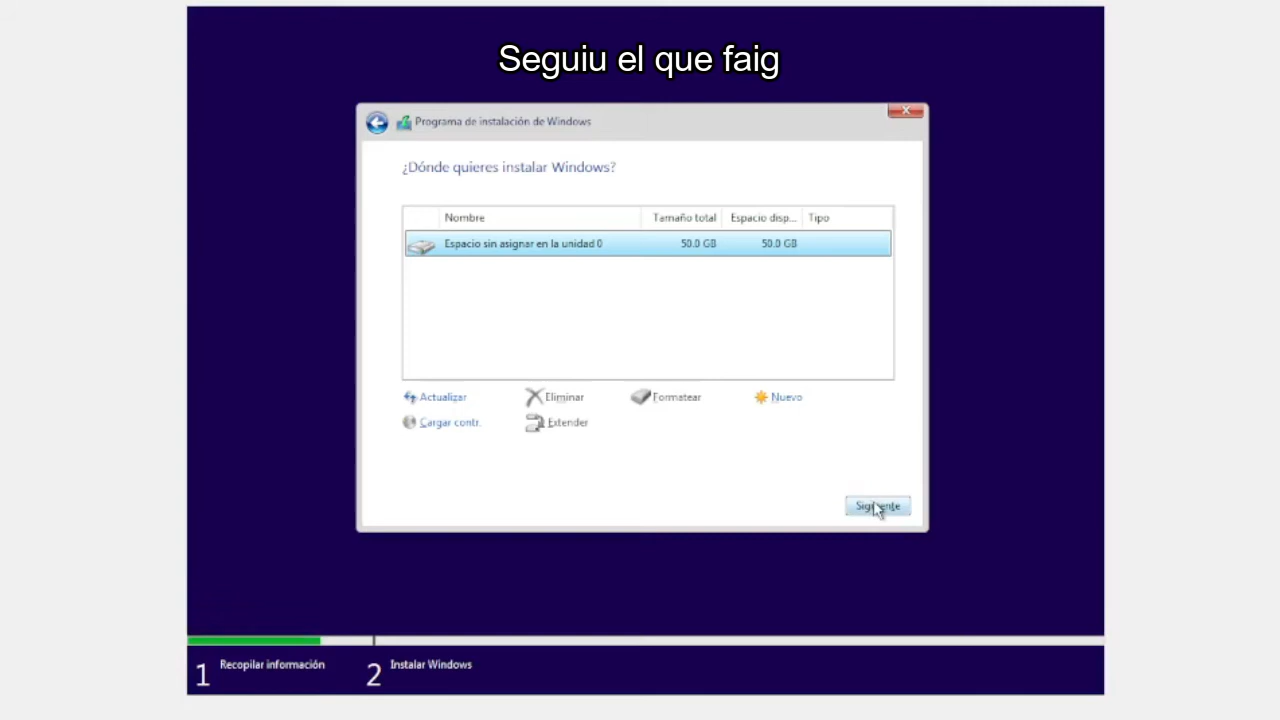 Seguiu el que faig
Programa de instalación de Windows
¿Dónde quieres instalar Windows?
Nombre Tamaño total Espacio disp... Tipo
Espacio sin asignar en la unidad 0 50.0 GB 50.0 GB
Actualizar Eliminar Formatear Nuevo
Cargar contr. Extender
Siguiente
1 Recopilar información 2 Instalar Windows